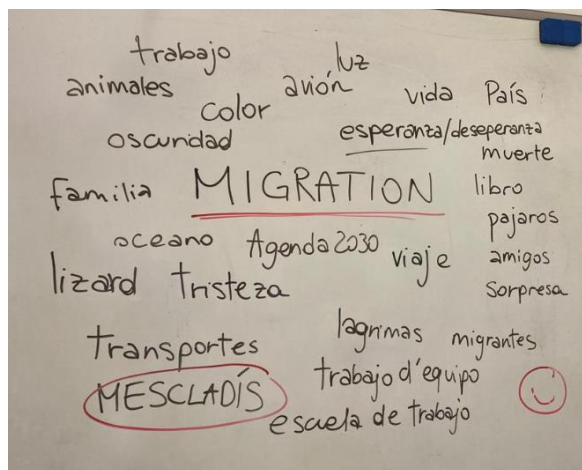 trabajo luz
animales avión vida País
color
oscuridad esperanza/deseperanza
muerte
familia MIGRATION libro
pajaros
oceano Agenda 2030 viaje amigos
lizard tristeza sorpresa
lagrimas migrantes
transportes
trabajo d'equipo
MESCLADÍS
escuela de trabajo